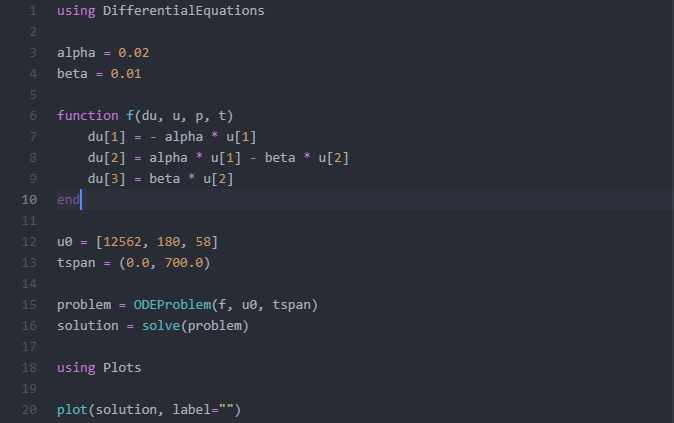 1 using DifferentialEquations
2
3 alpha = 0.02
4 beta = 0.01
5
6 function f(du, u, p, t)
7     du[1] = - alpha * u[1]
8     du[2] = alpha * u[1] - beta * u[2]
9     du[3] = beta * u[2]
10 end
11
12 u0 = [12562, 180, 58]
13 tspan = (0.0, 700.0)
14
15 problem = ODEProblem(f, u0, tspan)
16 solution = solve(problem)
17
18 using Plots
19
20 plot(solution, label="")